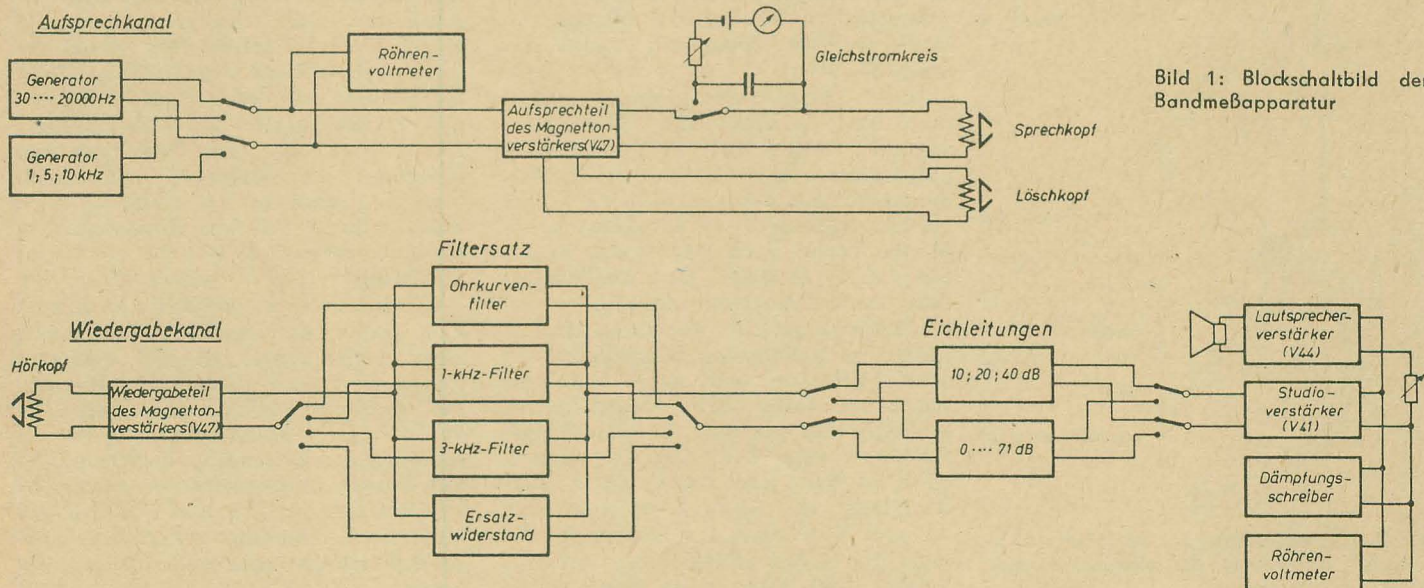 Aufsprechkanal
Generator
30 ···· 20000 Hz
Generator
1; 5; 10 kHz
Röhren-
voltmeter
Aufsprechteil
des Magnetton-
verstärkers (V47)
Gleichstromkreis
Sprechkopf
Löschkopf
Bild 1: Blockschaltbild der
Bandmeßapparatur
Wiedergabekanal
Hörkopf
Wiedergabeteil
des Magnetton-
verstärkers (V47)
Filtersatz
Ohrkurven-
filter
1-kHz-Filter
3-kHz-Filter
Ersatz-
widerstand
Eichleitungen
10; 20; 40 dB
0 ···· 71 dB
Lautsprecher-
verstärker
(V44)
Studio-
verstärker
(V41)
Dämpfungs-
schreiber
Röhren-
voltmeter